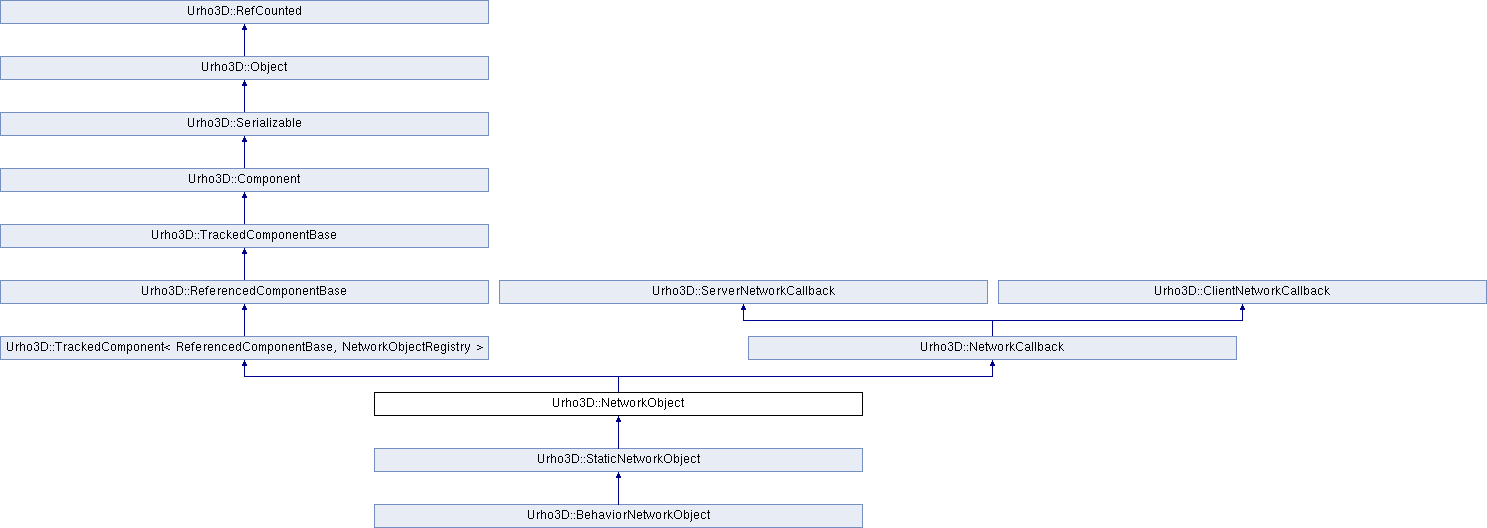 Urho3D::RefCounted
Urho3D::Object
Urho3D::Serializable
Urho3D::Component
Urho3D::TrackedComponentBase
Urho3D::ReferencedComponentBase
Urho3D::ServerNetworkCallback
Urho3D::ClientNetworkCallback
Urho3D::TrackedComponent< ReferencedComponentBase, NetworkObjectRegistry >
Urho3D::NetworkCallback
Urho3D::NetworkObject
Urho3D::StaticNetworkObject
Urho3D::BehaviorNetworkObject